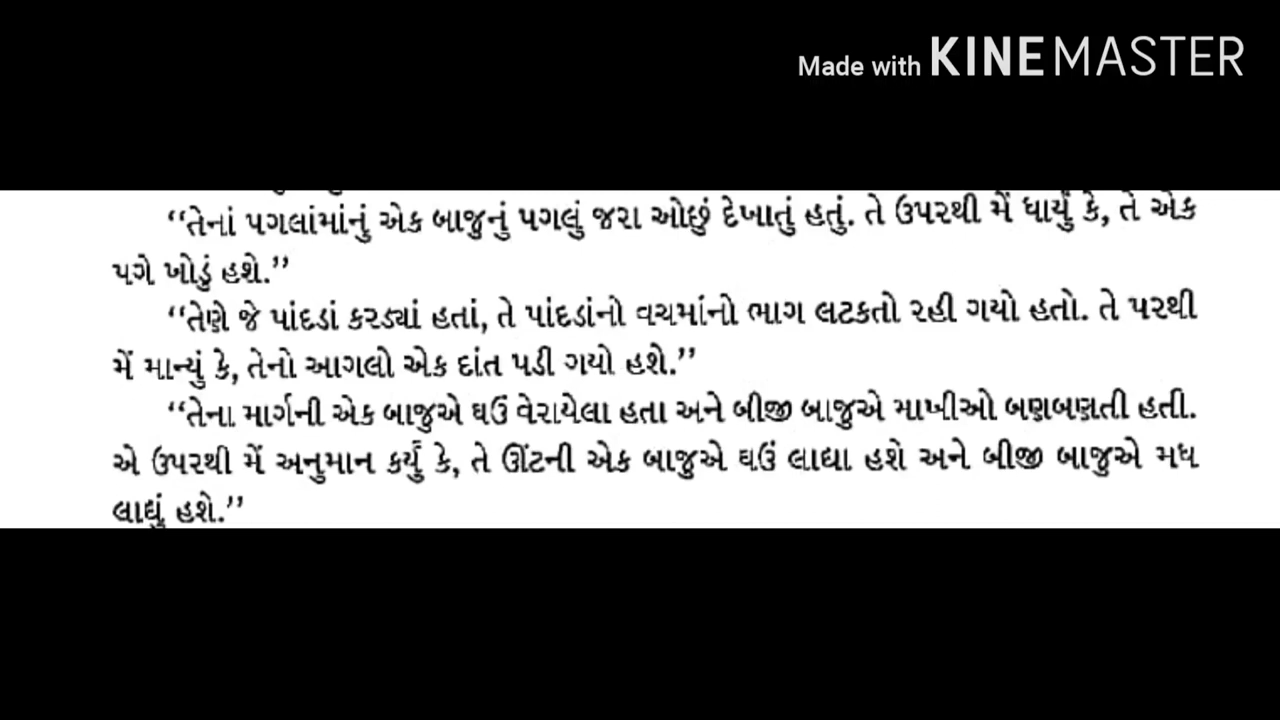 Made with KINEMASTER
“તેનાં પગલાંમાંનું એક બાજુનું પગલું જરા ઓછું દેખાતું હતું. તે ઉપરથી મેં ધાર્યું કે, તે એક
પગે ખોડું હશે.”
“તેણે જે પાંદડાં કરડ્યાં હતાં, તે પાંદડાંનો વચમાંનો ભાગ લટકતો રહી ગયો હતો. તે પરથી
મેં માન્યું કે, તેનો આગલો એક દાંત પડી ગયો હશે.”
“તેના માર્ગની એક બાજુએ ઘઉં વેરાયેલા હતા અને બીજી બાજુએ માખીઓ બણબણતી હતી.
એ ઉપરથી મેં અનુમાન કર્યું કે, તે ઊંટની એક બાજુએ ઘઉં લાદ્યા હશે અને બીજી બાજુએ મધ
લાદ્યું હશે.”